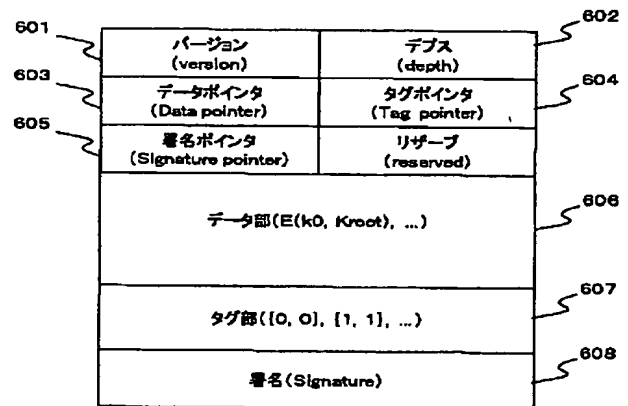 601
バージョン
(version)
デプス
(depth)
602
603
データポインタ
(Data pointer)
タグポインタ
(Tag pointer)
604
605
署名ポインタ
(Signature pointer)
リザーブ
(reserved)
データ部(E(k0, Kroot), ...)
606
タグ部({0, 0}, {1, 1}, ...)
607
署名(Signature)
608